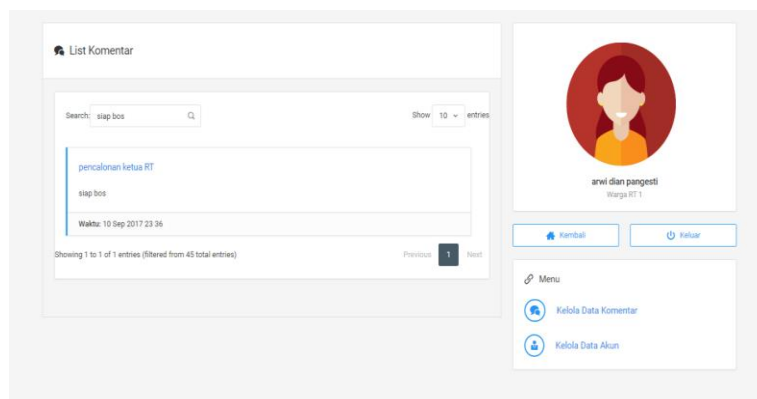 List Komentar
Search: siap bos
Show 10 entries
pencalonan ketua RT
siap bos
Waktu: 10 Sep 2017 23 36
Showing 1 to 1 of 1 entries (filtered from 45 total entries)
Previous 1 Next
arwi dian pangesti
Warga RT 1
Kembali
Keluar
Menu
Kelola Data Komentar
Kelola Data Akun